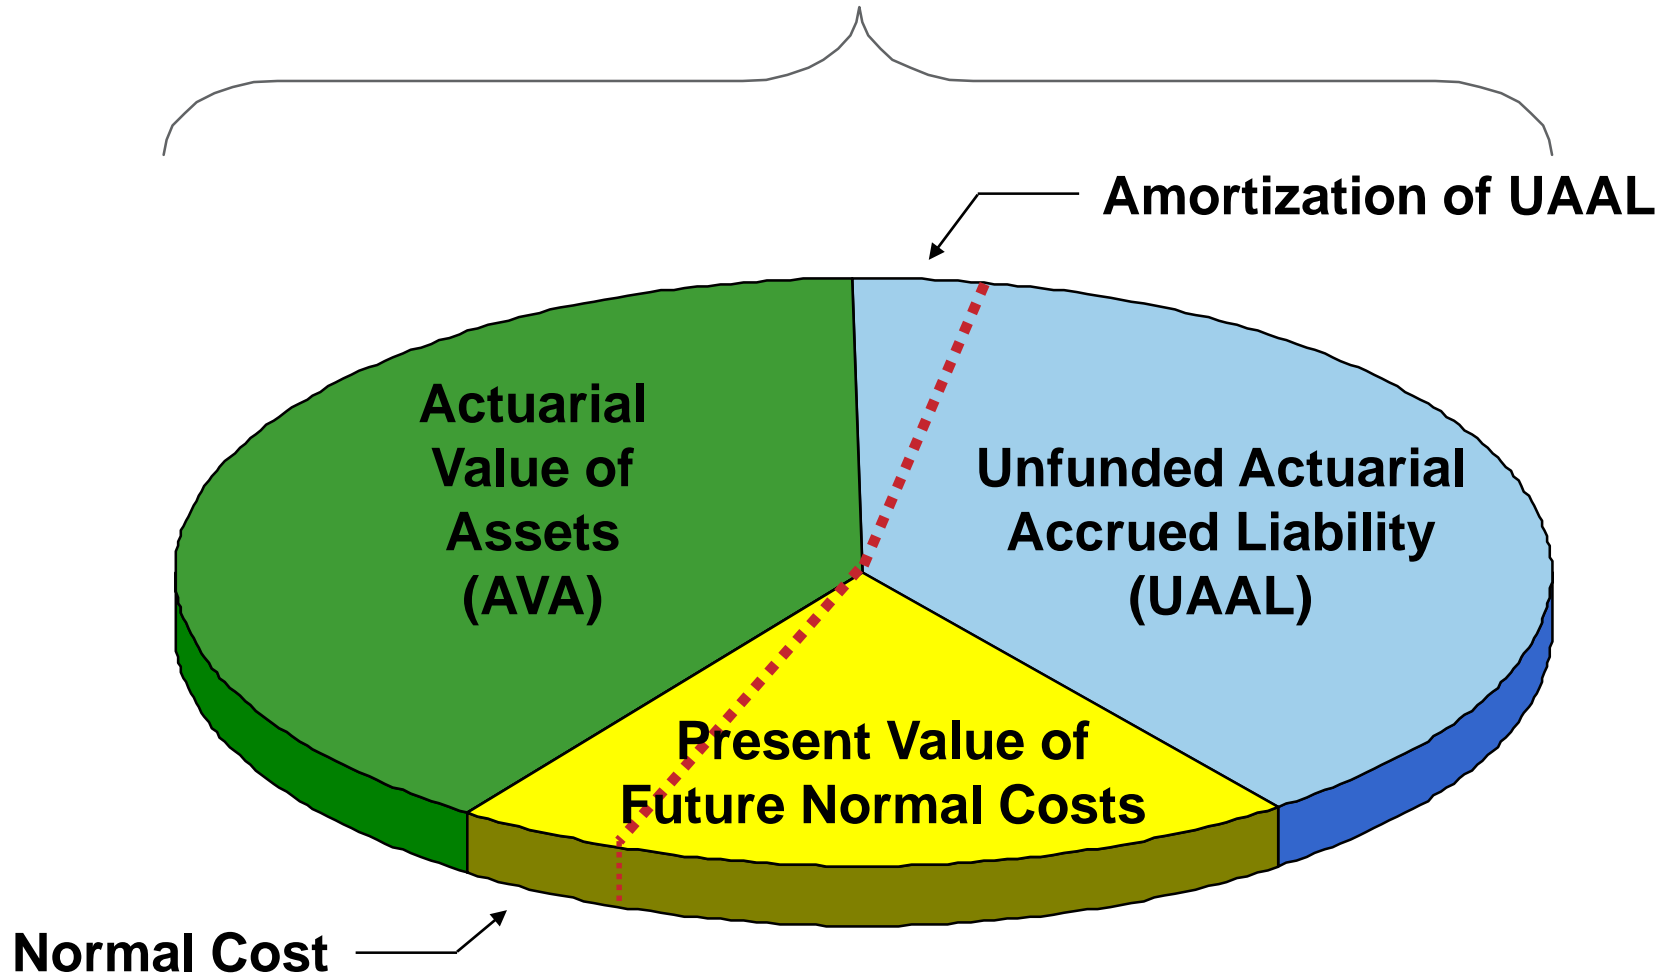 Amortization of UAAL
Actuarial
Value of
Assets
(AVA)
Unfunded Actuarial
Accrued Liability
(UAAL)
Present Value of
Future Normal Costs
Normal Cost